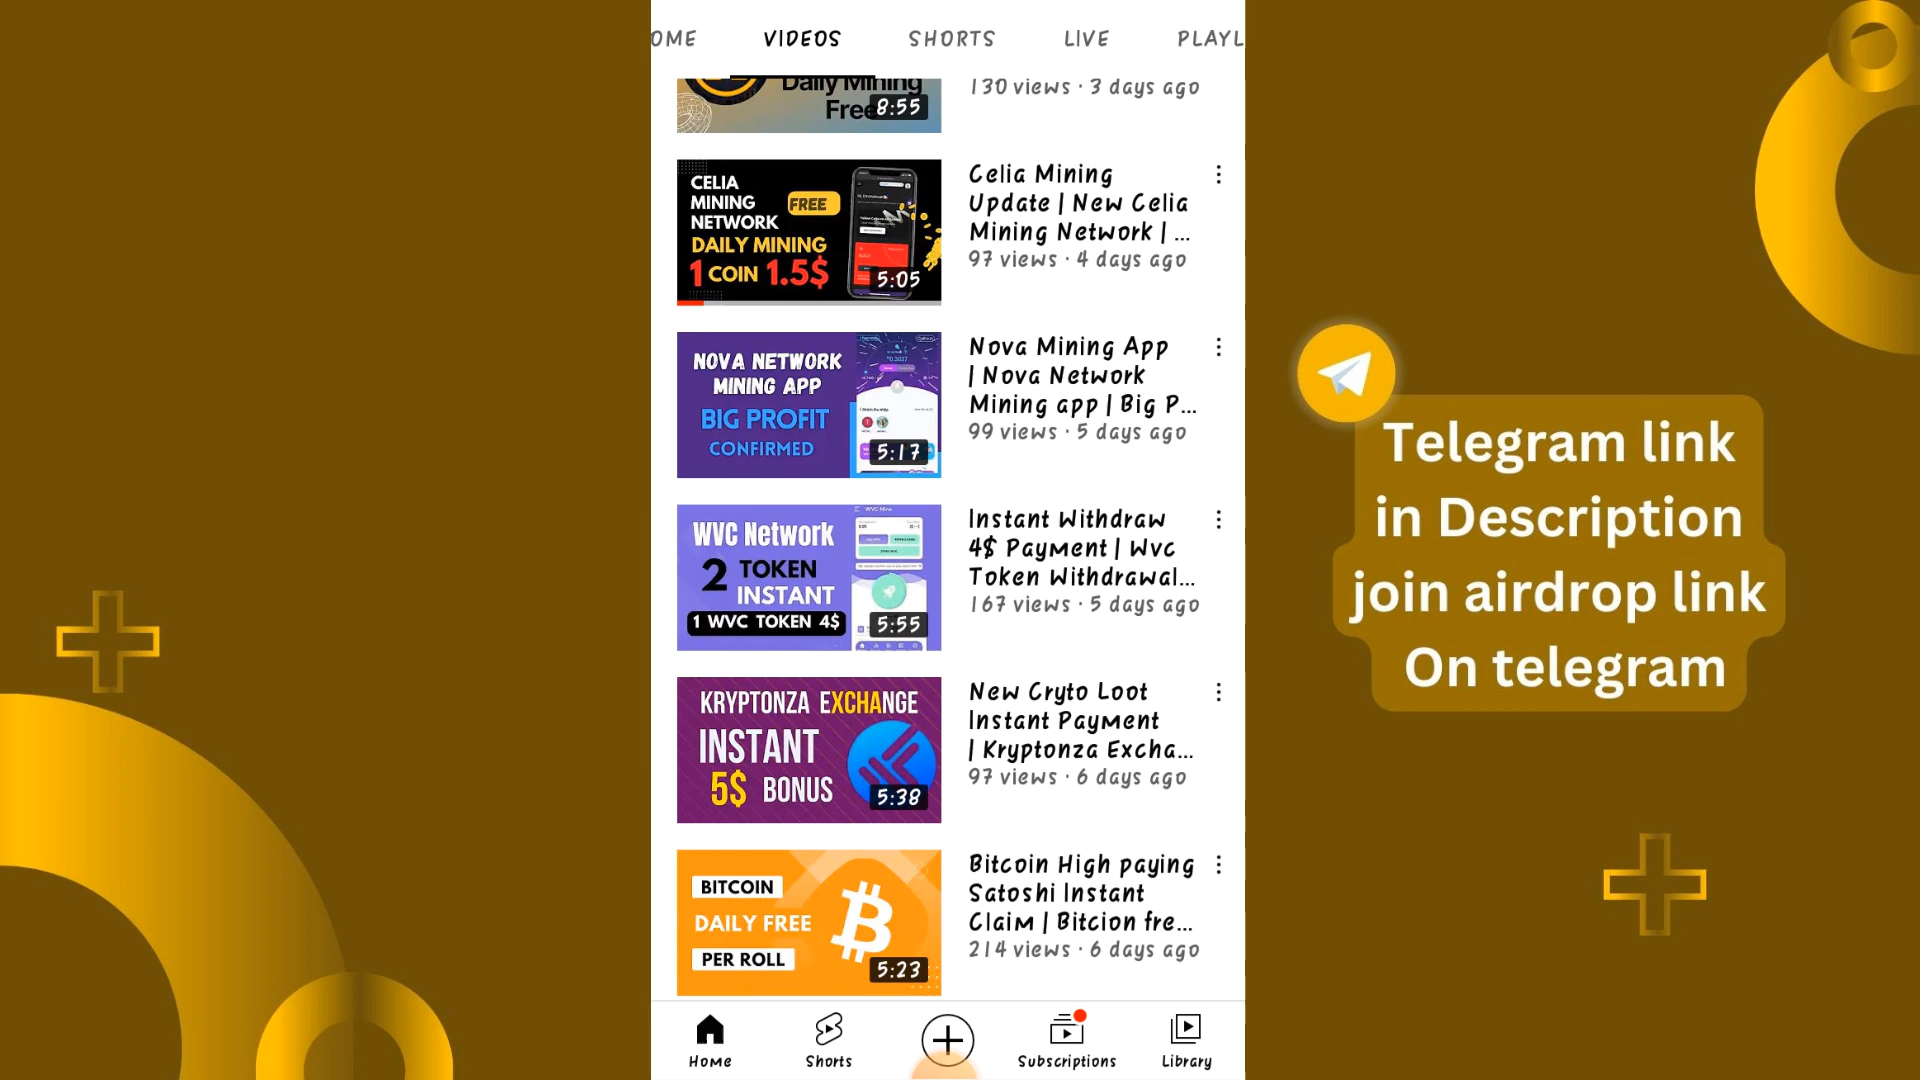 OME VIDEOS SHORTS LIVE PLAYL
Daily Mining
Free
8:55
130 views · 3 days ago
CELIA
MINING
NETWORK
FREE
DAILY MINING
1 COIN 1.5$
5:05
Celia Mining
Update | New Celia
Mining Network | ...
97 views · 4 days ago
NOVA NETWORK
MINING APP
BIG PROFIT
CONFIRMED
5:17
Nova Mining App
| Nova Network
Mining app | Big P...
99 views · 5 days ago
WVC Network
2 TOKEN
INSTANT
1 WVC TOKEN 4$
WVC Mine
5:55
Instant Withdraw
4$ Payment | Wvc
Token Withdrawal...
167 views · 5 days ago
KRYPTONZA EXCHANGE
INSTANT
5$ BONUS
5:38
New Cryto Loot
Instant Payment
| Kryptonza Excha...
97 views · 6 days ago
BITCOIN
DAILY FREE
PER ROLL
5:23
Bitcoin High paying
Satoshi Instant
Claim | Bitcion fre...
214 views · 6 days ago
Home
Shorts
Subscriptions
Library
Telegram link
in Description
join airdrop link
On telegram